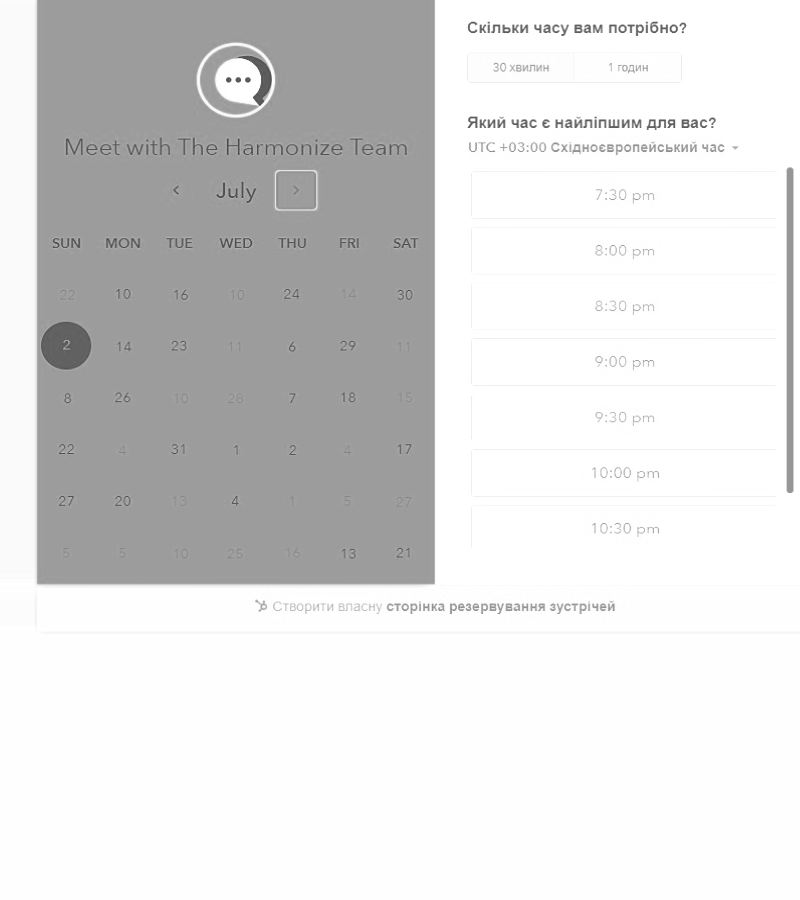 Meet with The Harmonize Team
July
SUN MON TUE WED THU FRI SAT
22 10 16 10 24 14 30
2 14 23 11 6 29 11
8 26 10 28 7 18 15
22 4 31 1 2 4 17
27 20 13 4 1 5 27
5 5 10 25 16 13 21
Скільки часу вам потрібно?
30 хвилин 1 годин
Який час є найліпшим для вас?
UTC +03:00 Східноєвропейський час
7:30 pm
8:00 pm
8:30 pm
9:00 pm
9:30 pm
10:00 pm
10:30 pm
Створити власну сторінка резервування зустрічей